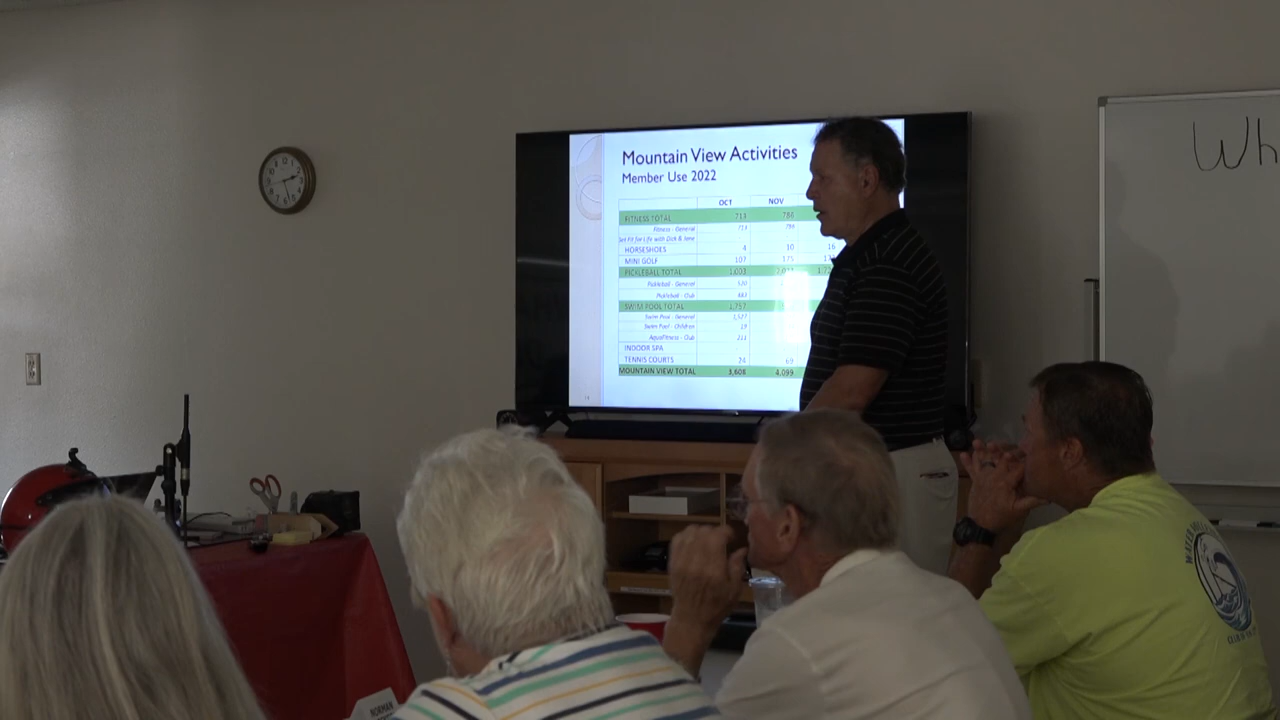 Mountain View Activities
Member Use 2022
OCT NOV
FITNESS TOTAL 713 786
Fitness - General 713 786
Get Fit for Life with Dick & Jane
HORSESHOES 4 10 16
MINI GOLF 107 175
PICKLEBALL TOTAL 1,003
Pickleball - General 520
Pickleball - Club 483
SWIM POOL TOTAL 1,757
Swim Pool - General 1,527
Swim Pool - Children 19
AquaFitness - Club 211
INDOOR SPA
TENNIS COURTS 24 69
MOUNTAIN VIEW TOTAL 3,608 4,099
Wh
NORMAN